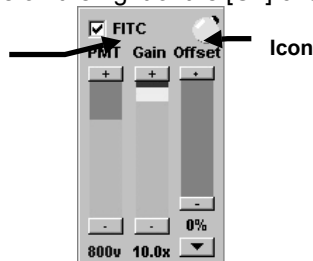 FITC
Icon
PMT Gain Offset
+ + +
-
- - 0%
800v 10.0x